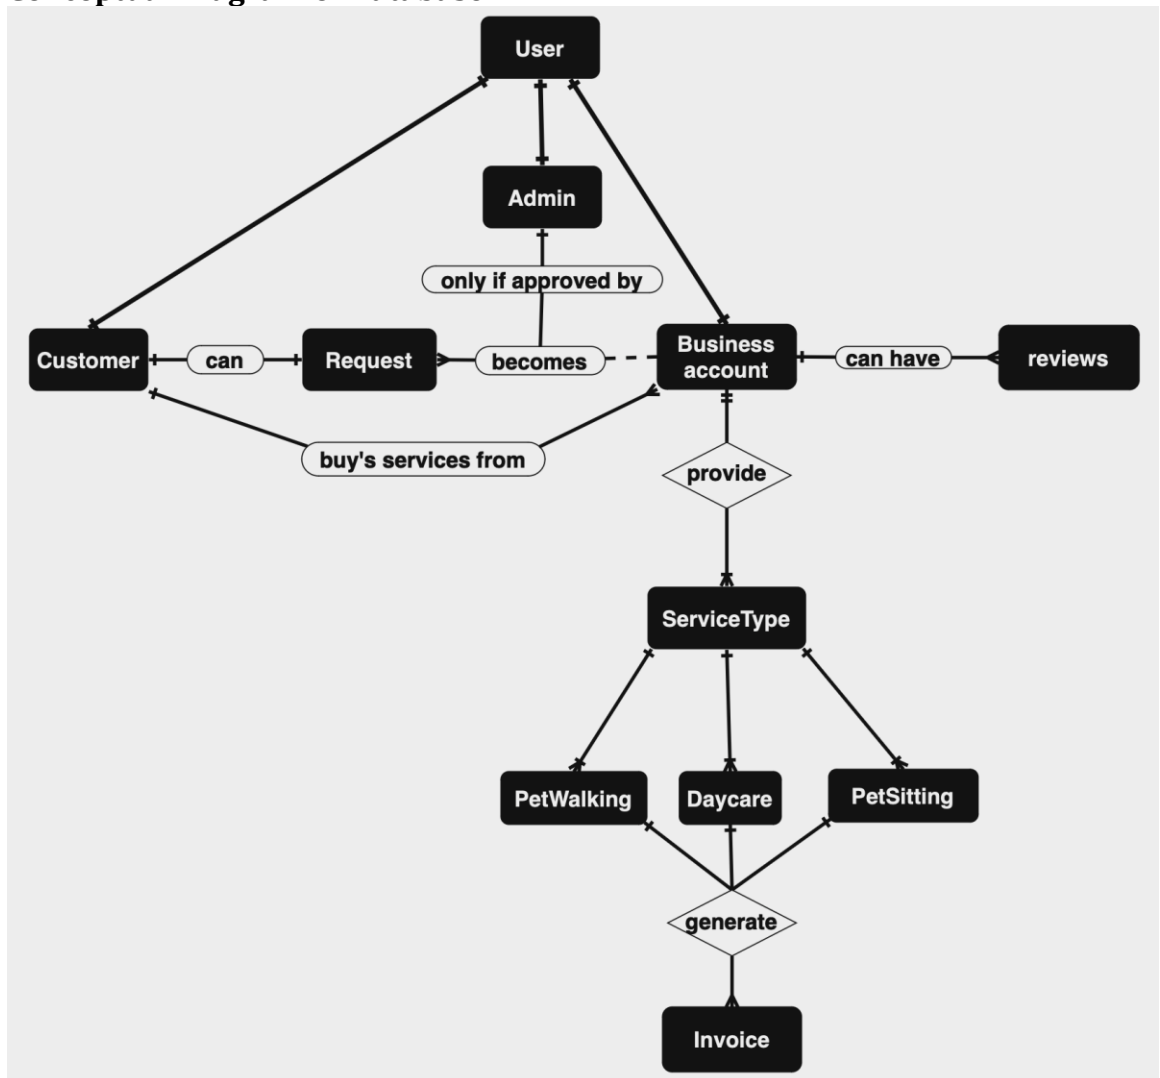 User
Admin
only if approved by
Customer
can
Request
becomes
Business
account
can have
reviews
buy's services from
provide
ServiceType
PetWalking
Daycare
PetSitting
generate
Invoice